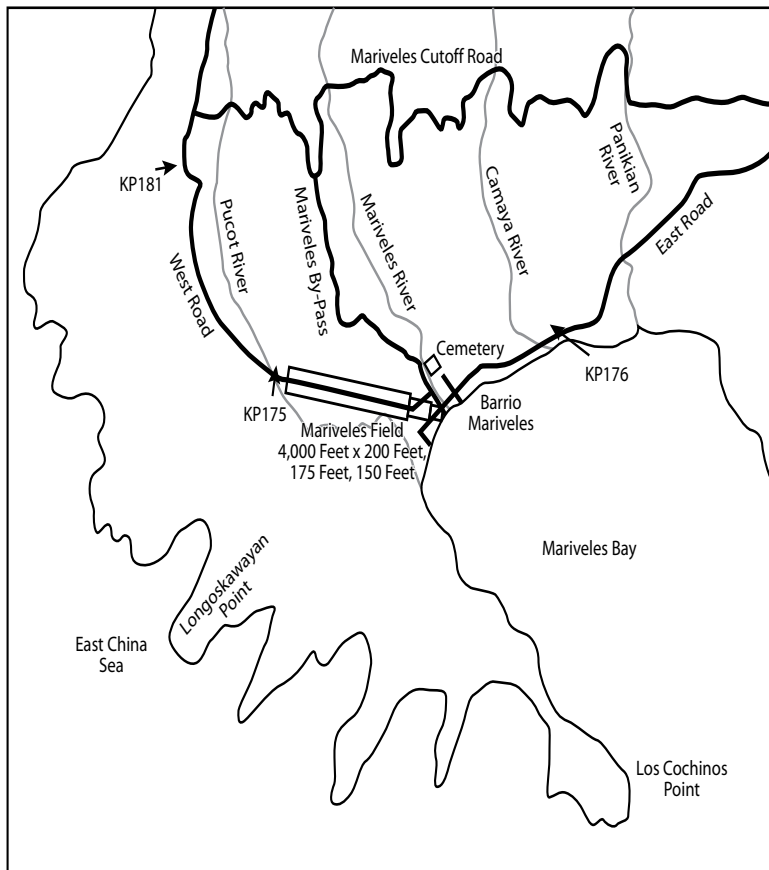 Mariveles Cutoff Road
KP181
Pucot River
Mariveles By-Pass
Mariveles River
Camaya River
Panikian
River
East Road
West Road
Cemetery
KP176
KP175
Barrio
Mariveles
Mariveles Field
4,000 Feet x 200 Feet,
175 Feet, 150 Feet
Mariveles Bay
Longoskawayan
Point
East China
Sea
Los Cochinos
Point